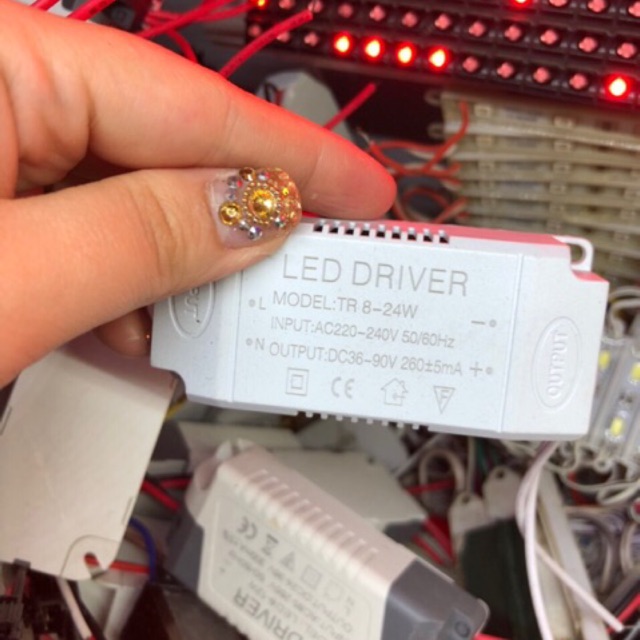 LED DRIVER
MODEL:TR 8-24W
L INPUT:AC220-240V 50/60Hz -
N OUTPUT:DC36-90V 260±5mA +
CE
F
OUTPUT
CE
DRIVER